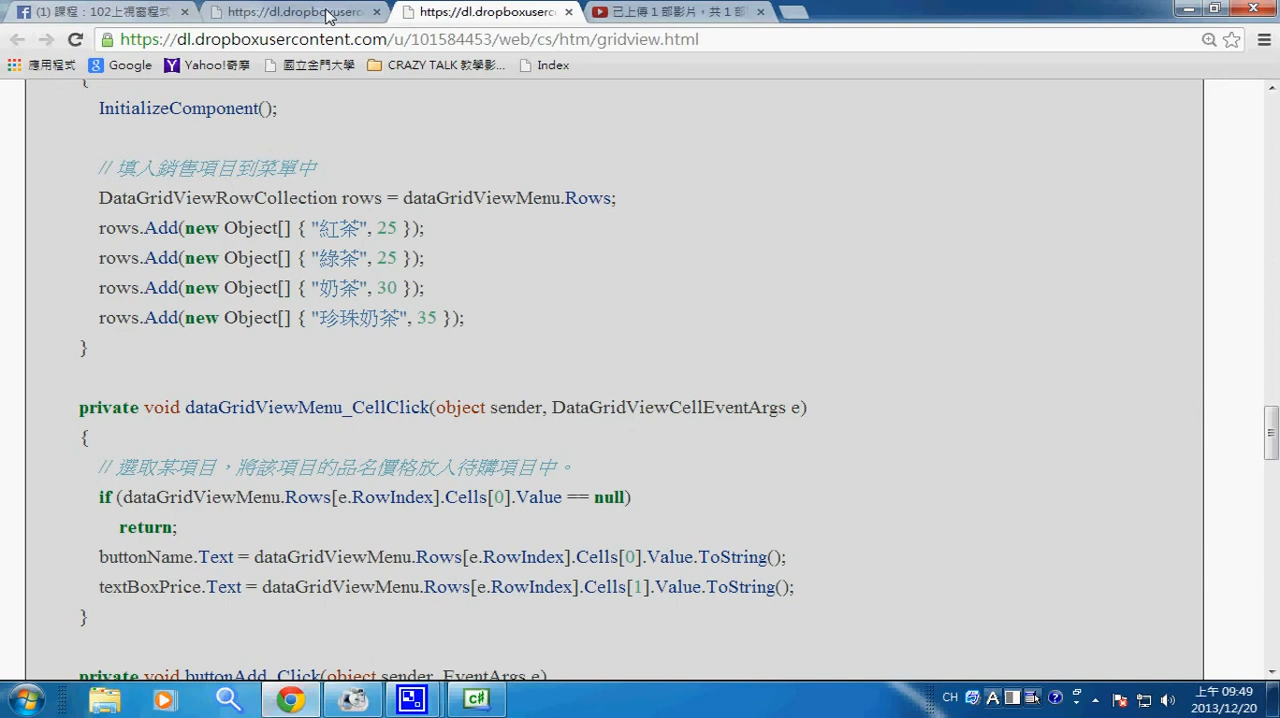 (1) 課程：102上視窗程式
https://dl.dropboxuserco
https://dl.dropboxuserco
已上傳 1 部影片，共 1 部
https://dl.dropboxusercontent.com/u/101584453/web/cs/htm/gridview.html
應用程式
Google
Yahoo!奇摩
國立金門大學
CRAZY TALK 教學影...
Index
{
InitializeComponent();
// 填入銷售項目到菜單中
DataGridViewRowCollection rows = dataGridViewMenu.Rows;
rows.Add(new Object[] { "紅茶", 25 });
rows.Add(new Object[] { "綠茶", 25 });
rows.Add(new Object[] { "奶茶", 30 });
rows.Add(new Object[] { "珍珠奶茶", 35 });
}
private void dataGridViewMenu_CellClick(object sender, DataGridViewCellEventArgs e)
{
// 選取某項目，將該項目的品名價格放入待購項目中。
if (dataGridViewMenu.Rows[e.RowIndex].Cells[0].Value == null)
return;
buttonName.Text = dataGridViewMenu.Rows[e.RowIndex].Cells[0].Value.ToString();
textBoxPrice.Text = dataGridViewMenu.Rows[e.RowIndex].Cells[1].Value.ToString();
}
private void buttonAdd_Click(object sender, EventArgs e)
CH
上午 09:49
2013/12/20